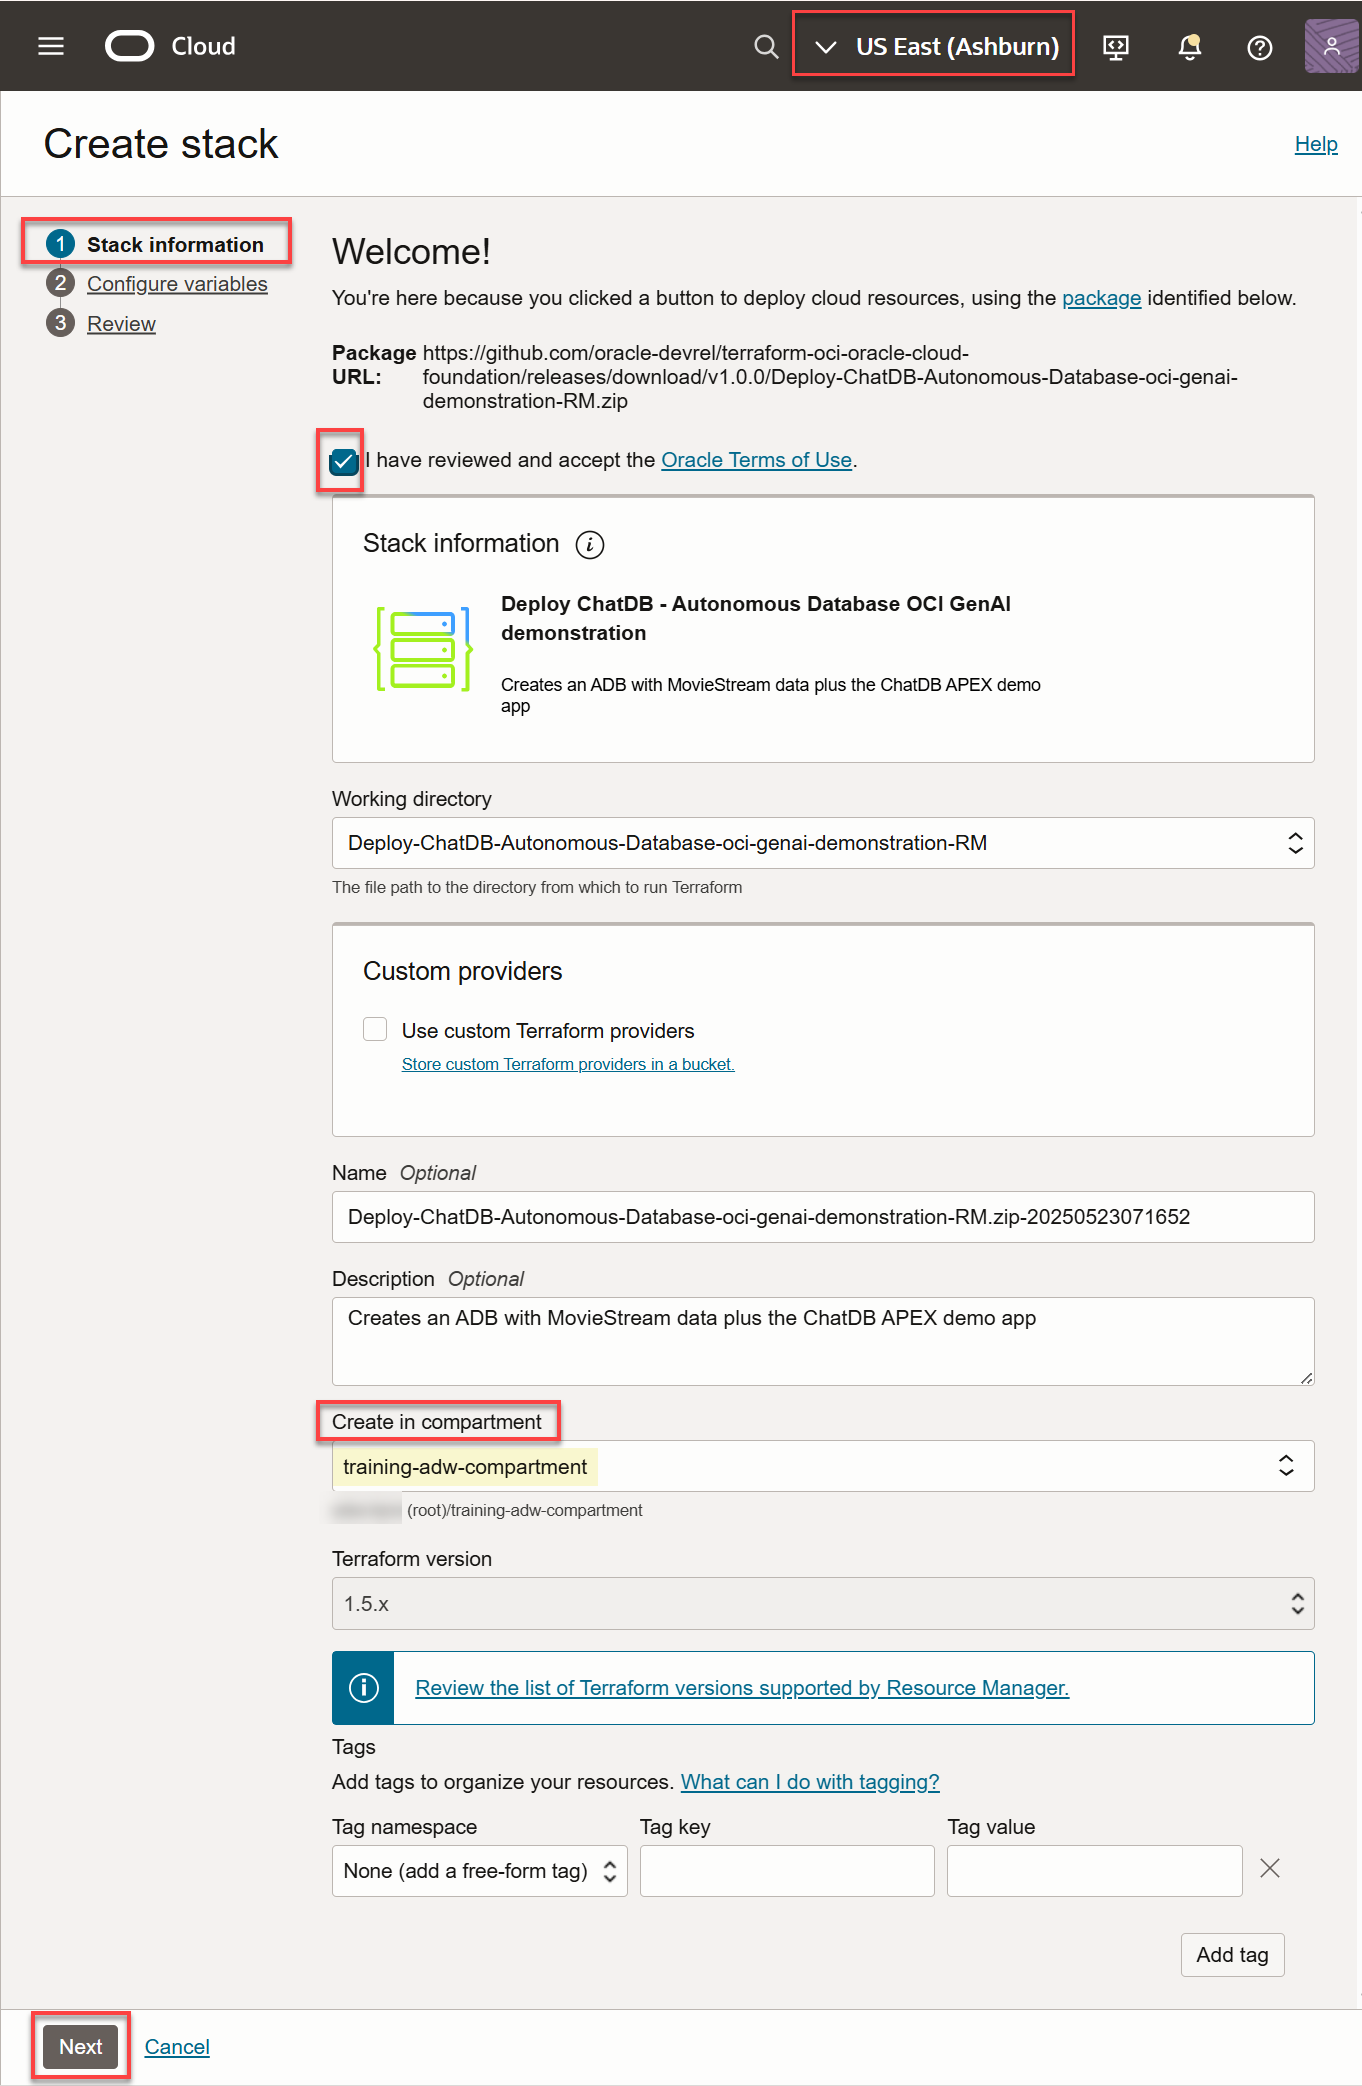 Cloud
US East (Ashburn)
Create stack
Help
1 Stack information
2 Configure variables
3 Review
Welcome!
You're here because you clicked a button to deploy cloud resources, using the package identified below.
Package URL:
https://github.com/oracle-devrel/terraform-oci-oracle-cloud-
foundation/releases/download/v1.0.0/Deploy-ChatDB-Autonomous-Database-oci-genai-
demonstration-RM.zip
I have reviewed and accept the Oracle Terms of Use.
Stack information
Deploy ChatDB - Autonomous Database OCI GenAI
demonstration
Creates an ADB with MovieStream data plus the ChatDB APEX demo
app
Working directory
Deploy-ChatDB-Autonomous-Database-oci-genai-demonstration-RM
The file path to the directory from which to run Terraform
Custom providers
Use custom Terraform providers
Store custom Terraform providers in a bucket.
Name Optional
Deploy-ChatDB-Autonomous-Database-oci-genai-demonstration-RM.zip-20250523071652
Description Optional
Creates an ADB with MovieStream data plus the ChatDB APEX demo app
Create in compartment
training-adw-compartment
(root)/training-adw-compartment
Terraform version
1.5.x
Review the list of Terraform versions supported by Resource Manager.
Tags
Add tags to organize your resources. What can I do with tagging?
Tag namespace Tag key Tag value
None (add a free-form tag)
Add tag
Next Cancel